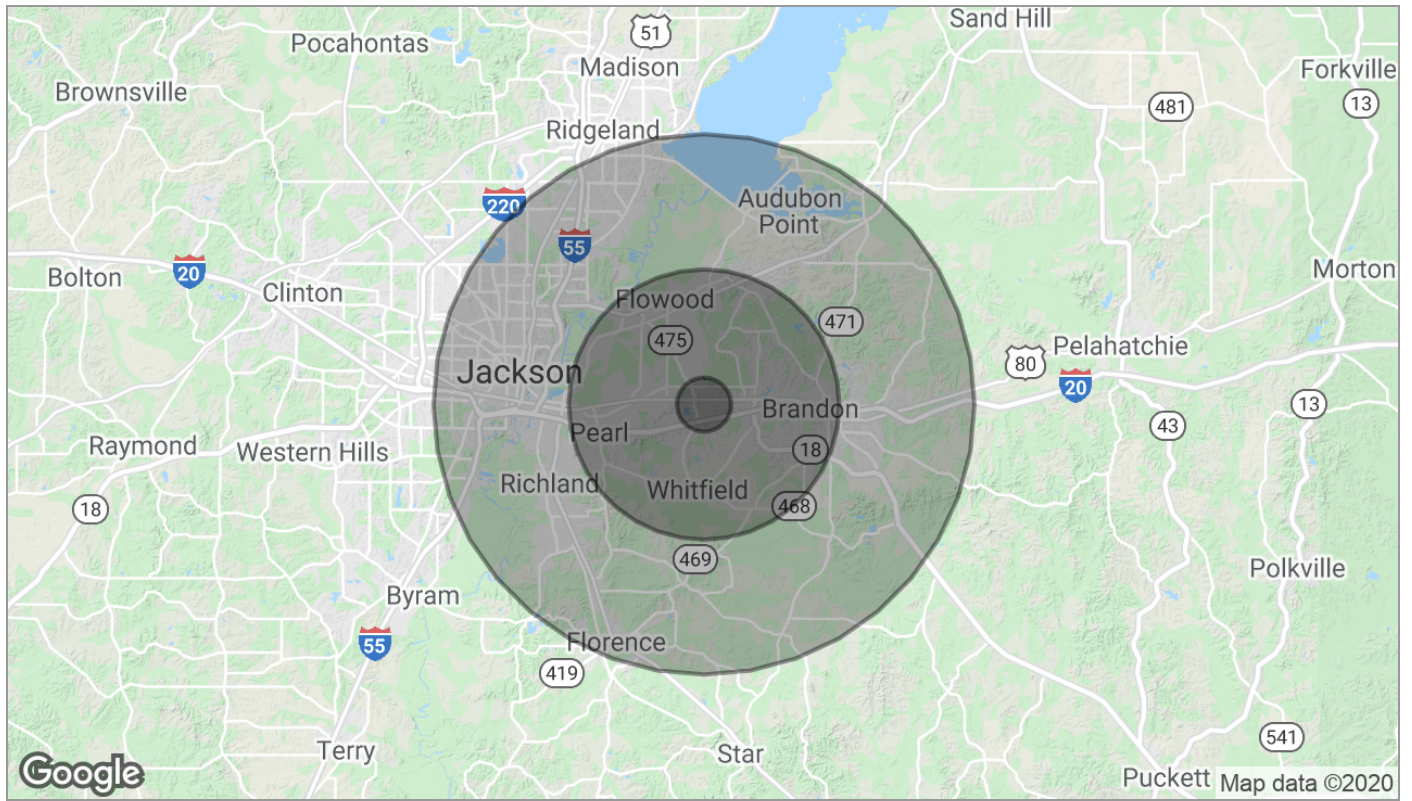 Sand Hill
51
Pocahontas
Madison
Forkville
Brownsville
481
13
Ridgeland
220
Audubon
Point
55
20
Bolton
Morton
Clinton
Flowood
475
471
Pelahatchie
80
Jackson
20
Brandon
13
43
Pearl
Raymond
Western Hills
18
Richland
Whitfield
18
468
469
Polkville
Byram
55
Florence
419
541
Terry
Star
Google
Puckett
Map data ©2020